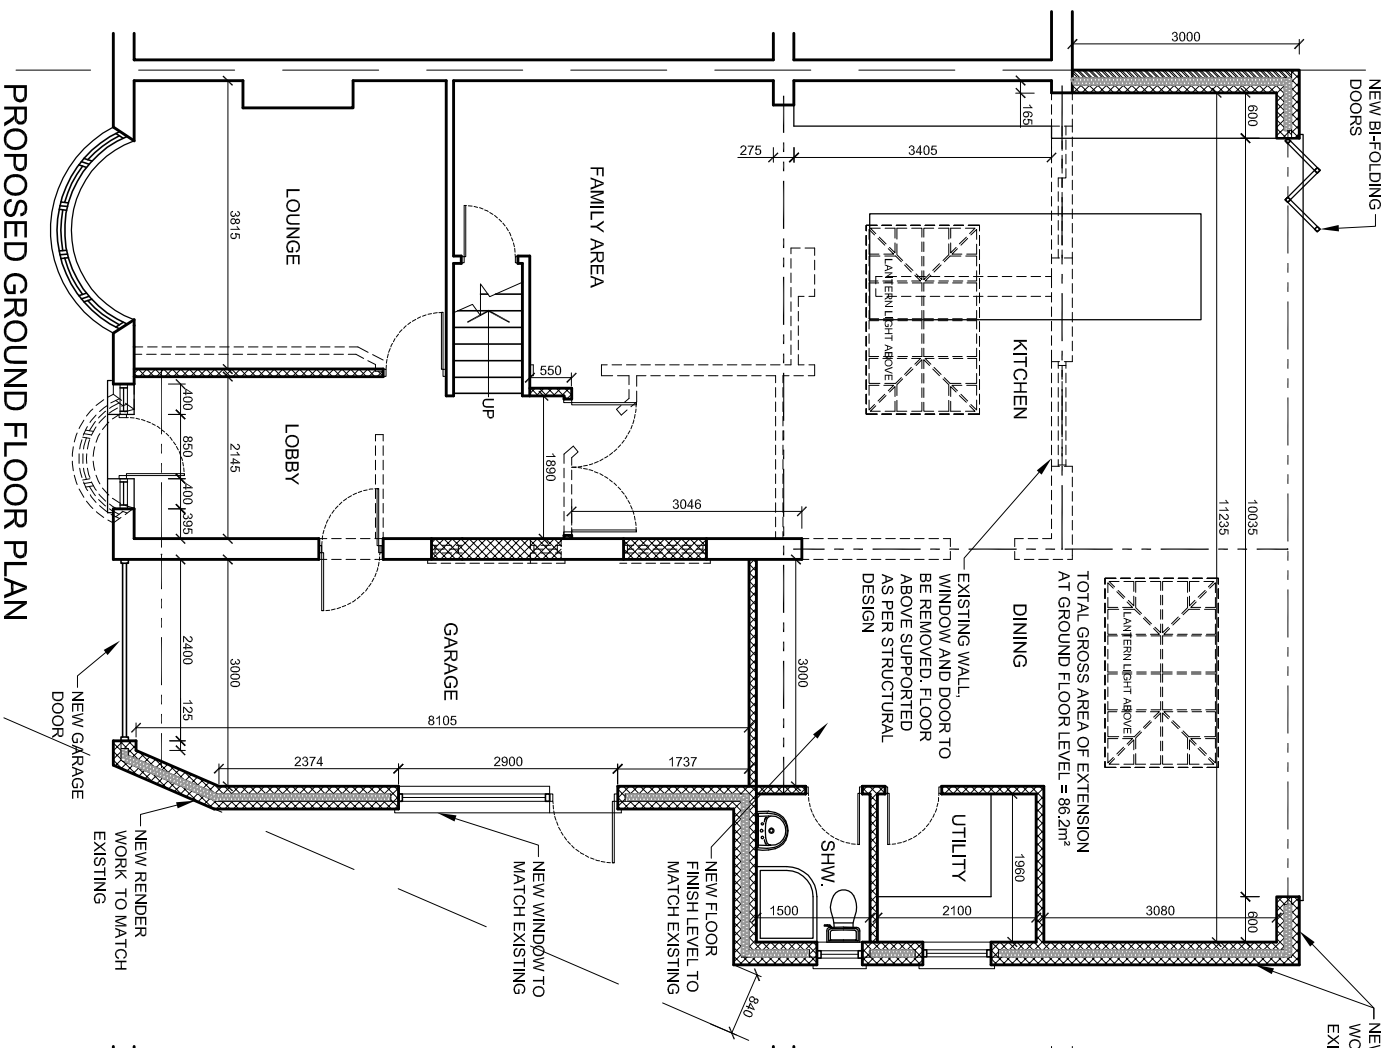 PROPOSED GROUND FLOOR PLAN
NEW BI-FOLDING
DOORS
3000
600
165
3405
275
FAMILY AREA
LOUNGE
3815
LANTERN LIGHT ABOVE
KITCHEN
550
UP
LOBBY
400
850
400
395
2145
1890
3046
10035
11235
EXISTING WALL,
WINDOW AND DOOR TO
BE REMOVED. FLOOR
ABOVE SUPPORTED
AS PER STRUCTURAL
DESIGN
TOTAL GROSS AREA OF EXTENSION
AT GROUND FLOOR LEVEL = 86.2m²
LANTERN LIGHT ABOVE
DINING
GARAGE
3000
2400
125
3000
8105
2374
2900
1737
NEW GARAGE
DOOR
UTILITY
SHW.
1960
1500
2100
3080
600
NEW RENDER
WORK TO MATCH
EXISTING
NEW WINDOW TO
MATCH EXISTING
NEW FLOOR
FINISH LEVEL TO
MATCH EXISTING
840